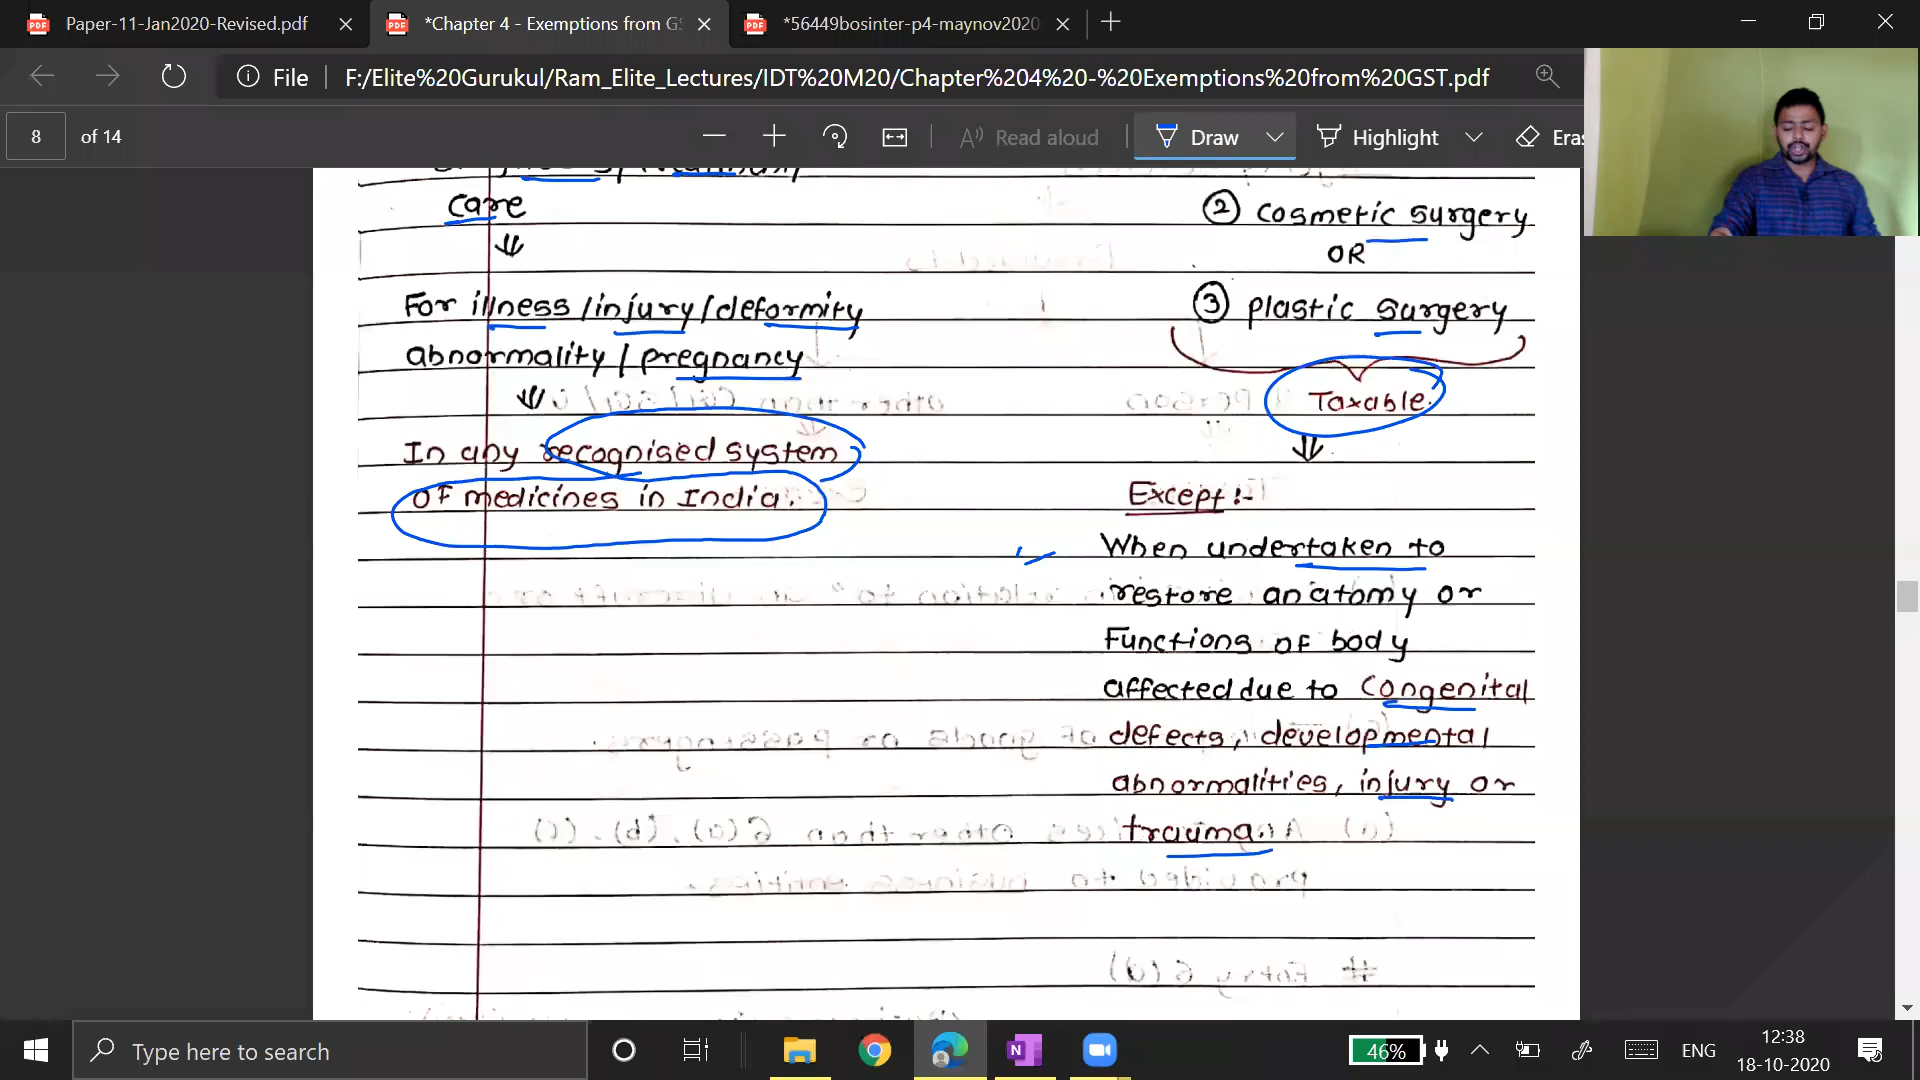 Paper-11-Jan2020-Revised.pdf
*Chapter 4 - Exemptions from G
*56449bosinter-p4-maynov2020
File
F:/Elite%20Gurukul/Ram_Elite_Lectures/IDT%20M20/Chapter%204%20-%20Exemptions%20from%20GST.pdf
8 of 14
Read aloud
Draw
Highlight
Eras
care
For illness/injury/deformity
abnormality/pregnancy
In any recognised system
of medicines in India.
② cosmetic surgery
OR
③ plastic surgery
Taxable.
Except:-
When undertaken to
restore anatomy or
Functions of body
affected due to Congenital
defects, developmental
abnormalities, injury or
trauma.
Type here to search
46%
ENG
12:38
18-10-2020